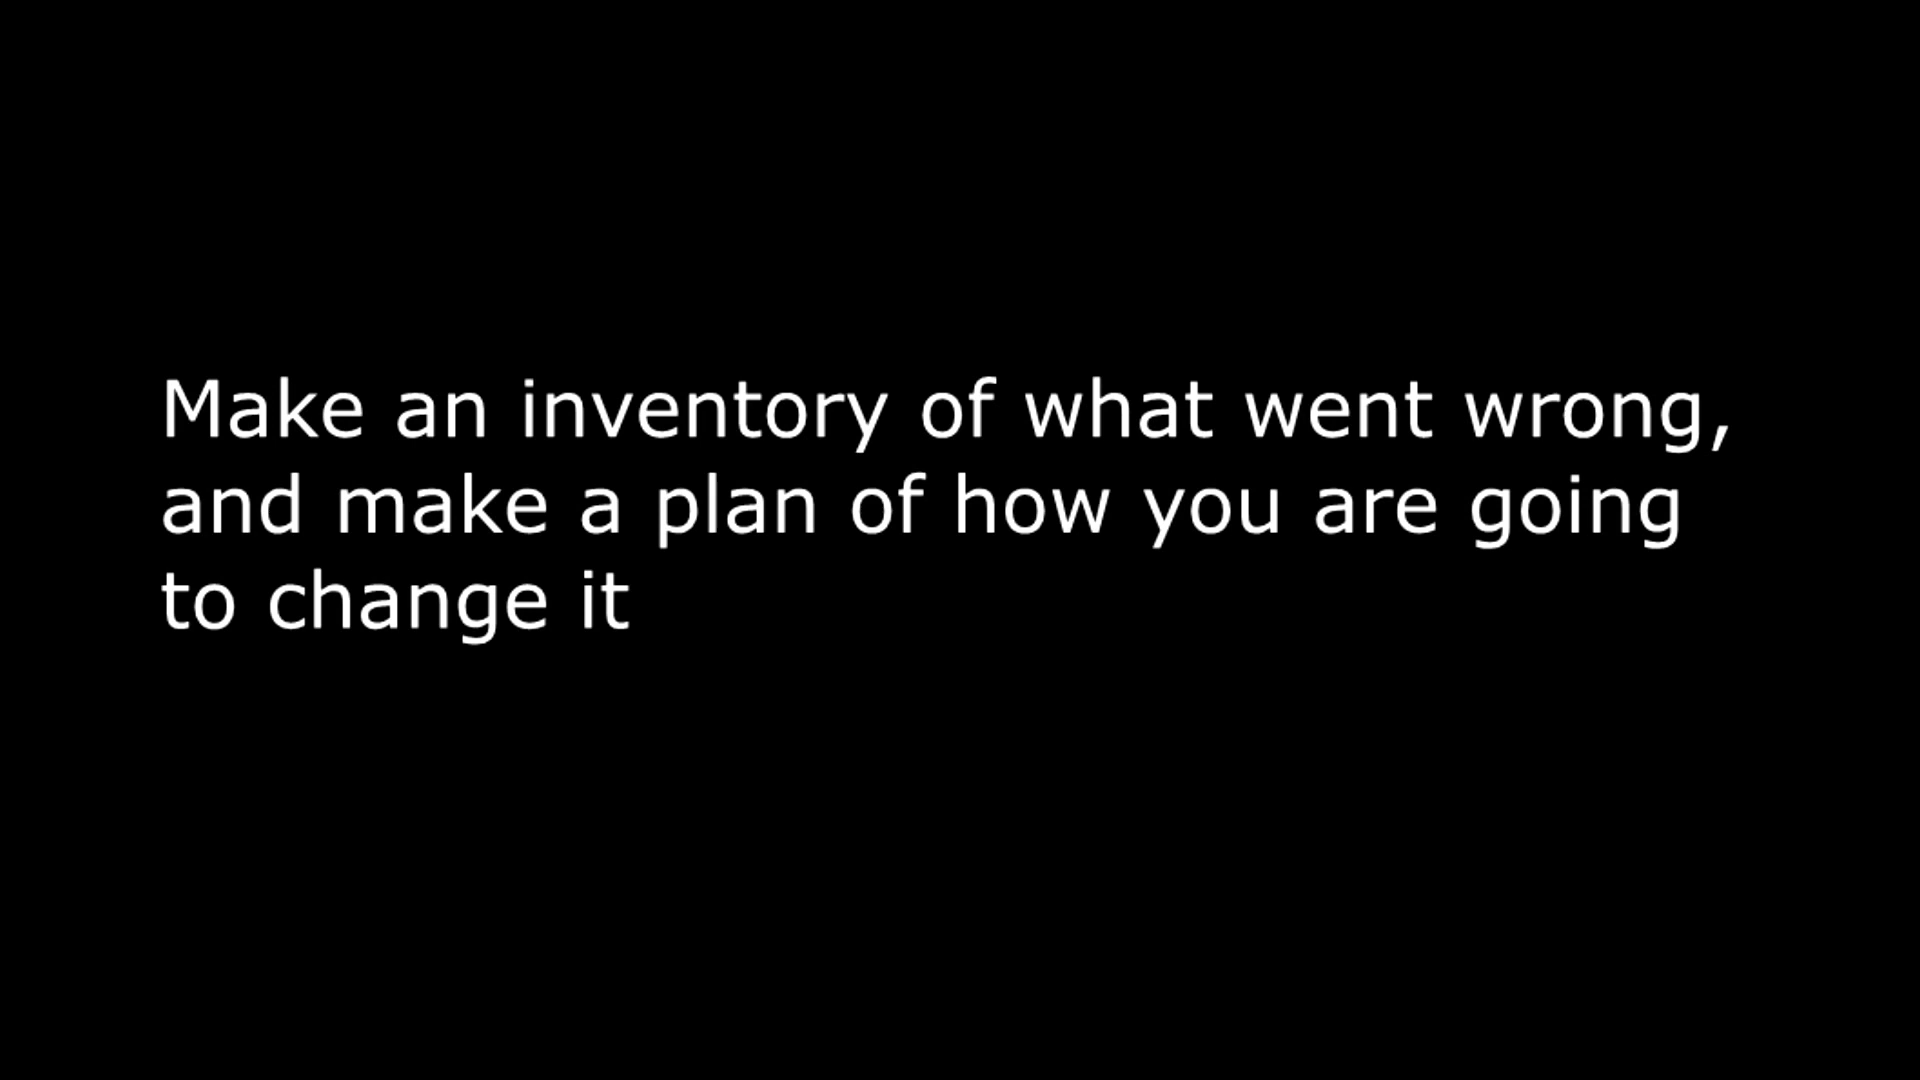 Make an inventory of what went wrong,
and make a plan of how you are going
to change it